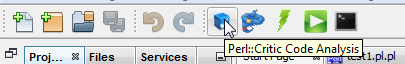 Perl::Critic Code Analysis
Proj... Files Services Start Page test1.pl.pl